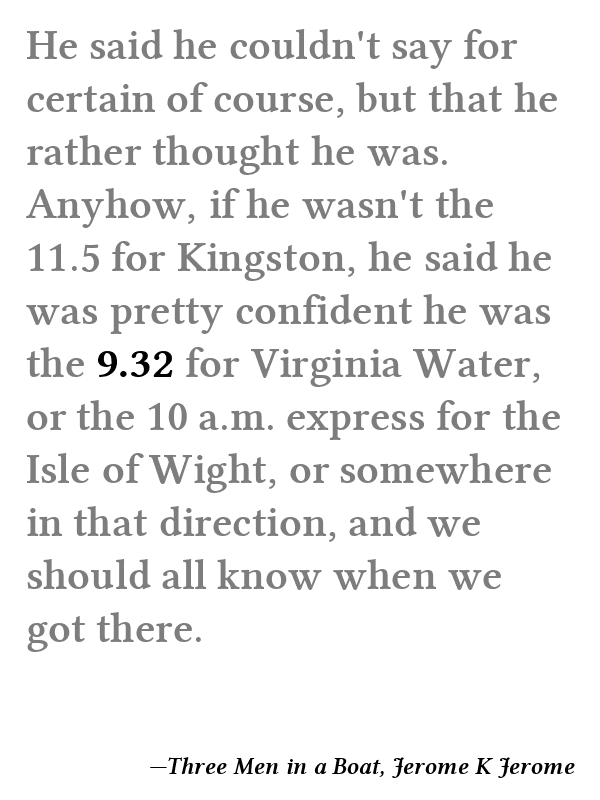 He said he couldn't say for
certain of course, but that he
rather thought he was.
Anyhow, if he wasn't the
11.5 for Kingston, he said he
was pretty confident he was
the 9.32 for Virginia Water,
or the 10 a.m. express for the
Isle of Wight, or somewhere
in that direction, and we
should all know when we
got there.
—Three Men in a Boat, Jerome K Jerome